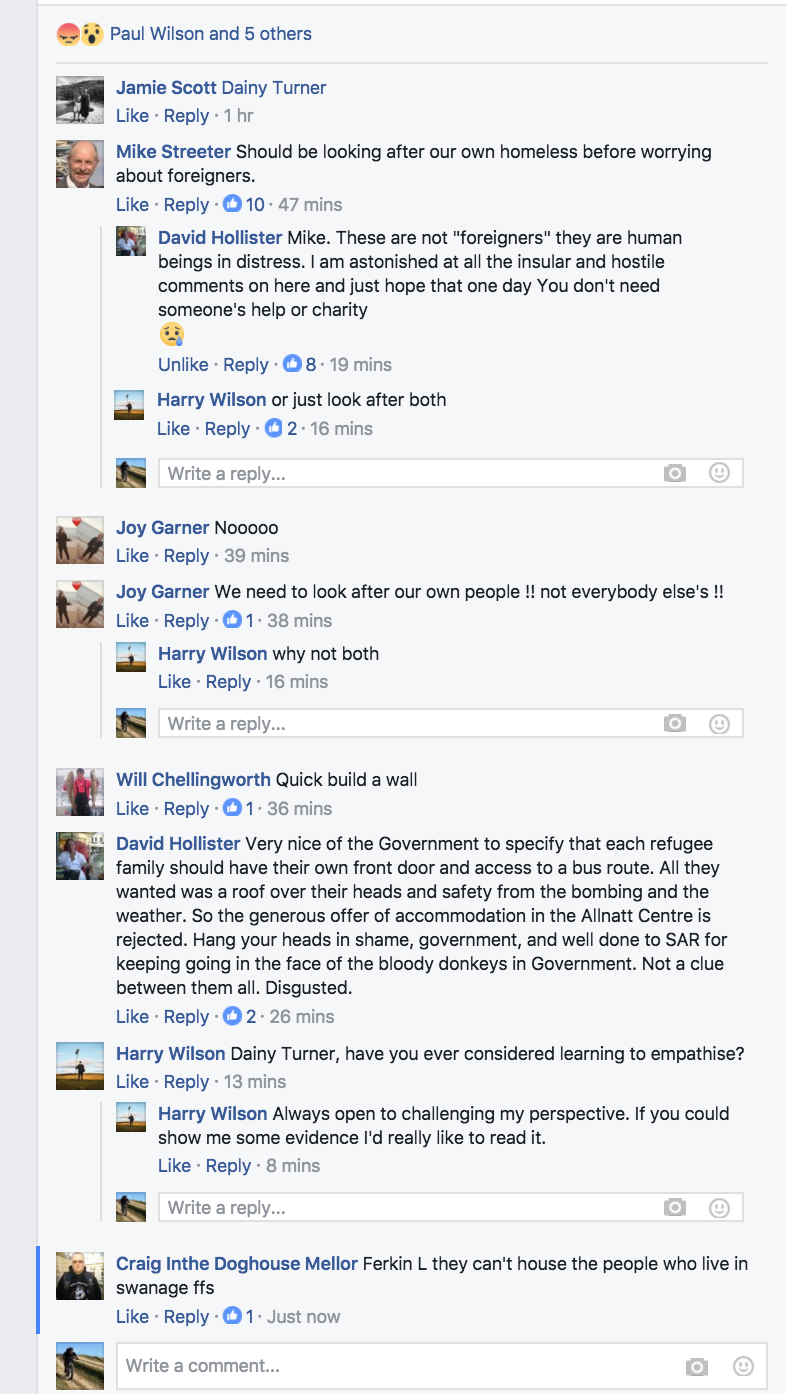 Paul Wilson and 5 others
Jamie Scott Dainy Turner
Like · Reply · 1 hr
Mike Streeter Should be looking after our own homeless before worrying
about foreigners.
Like · Reply · 10 · 47 mins
David Hollister Mike. These are not "foreigners" they are human
beings in distress. I am astonished at all the insular and hostile
comments on here and just hope that one day You don't need
someone's help or charity
Unlike · Reply · 8 · 19 mins
Harry Wilson or just look after both
Like · Reply · 2 · 16 mins
Write a reply...
Joy Garner Nooooo
Like · Reply · 39 mins
Joy Garner We need to look after our own people !! not everybody else's !!
Like · Reply · 1 · 38 mins
Harry Wilson why not both
Like · Reply · 16 mins
Write a reply...
Will Chellingworth Quick build a wall
Like · Reply · 1 · 36 mins
David Hollister Very nice of the Government to specify that each refugee
family should have their own front door and access to a bus route. All they
wanted was a roof over their heads and safety from the bombing and the
weather. So the generous offer of accommodation in the Allnatt Centre is
rejected. Hang your heads in shame, government, and well done to SAR for
keeping going in the face of the bloody donkeys in Government. Not a clue
between them all. Disgusted.
Like · Reply · 2 · 26 mins
Harry Wilson Dainy Turner, have you ever considered learning to empathise?
Like · Reply · 13 mins
Harry Wilson Always open to challenging my perspective. If you could
show me some evidence I'd really like to read it.
Like · Reply · 8 mins
Write a reply...
Craig Inthe Doghouse Mellor Ferkin L they can't house the people who live in
swanage ffs
Like · Reply · 1 · Just now
Write a comment...